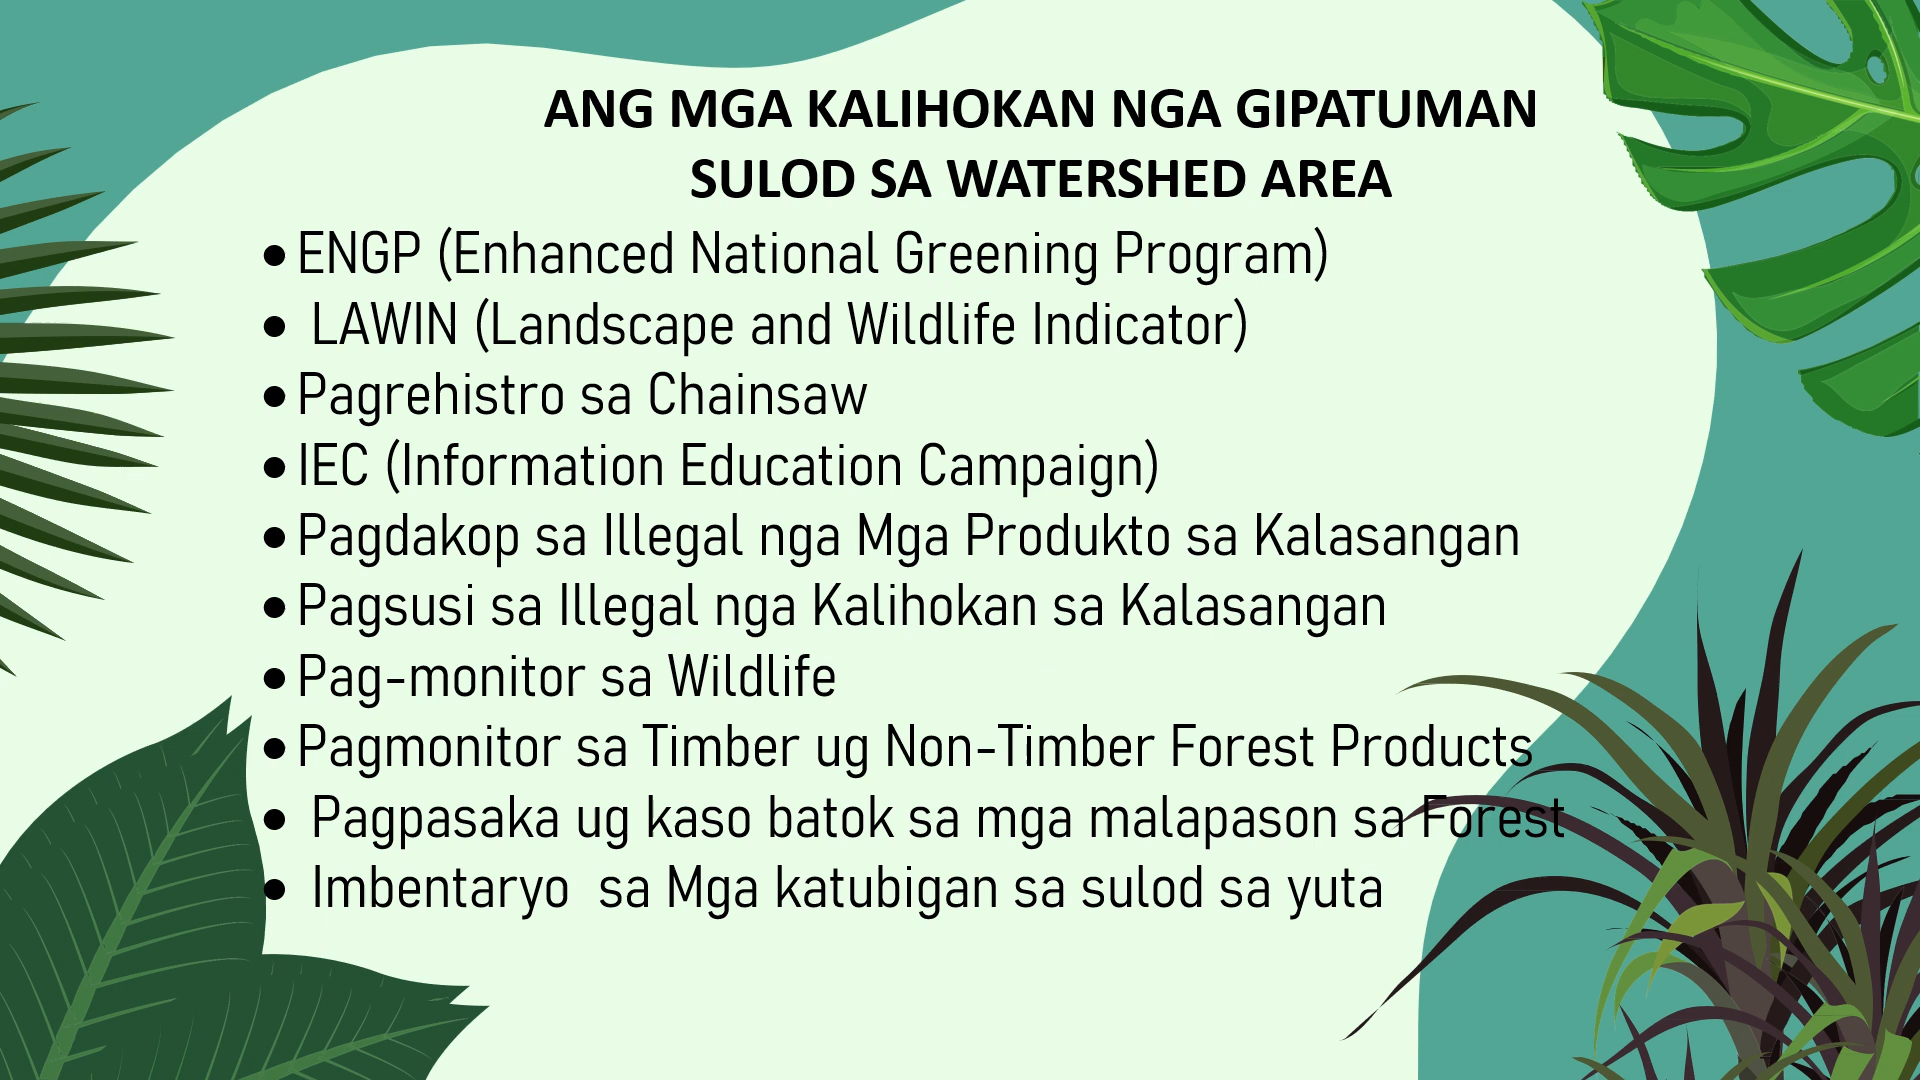 ANG MGA KALIHOKAN NGA GIPATUMAN
SULOD SA WATERSHED AREA
• ENGP (Enhanced National Greening Program)
• LAWIN (Landscape and Wildlife Indicator)
• Pagrehistro sa Chainsaw
• IEC (Information Education Campaign)
• Pagdakop sa Illegal nga Mga Produkto sa Kalasangan
• Pagsusi sa Illegal nga Kalihokan sa Kalasangan
• Pag-monitor sa Wildlife
• Pagmonitor sa Timber ug Non-Timber Forest Products
• Pagpasaka ug kaso batok sa mga malapason sa Forest
• Imbentaryo sa Mga katubigan sa sulod sa yuta